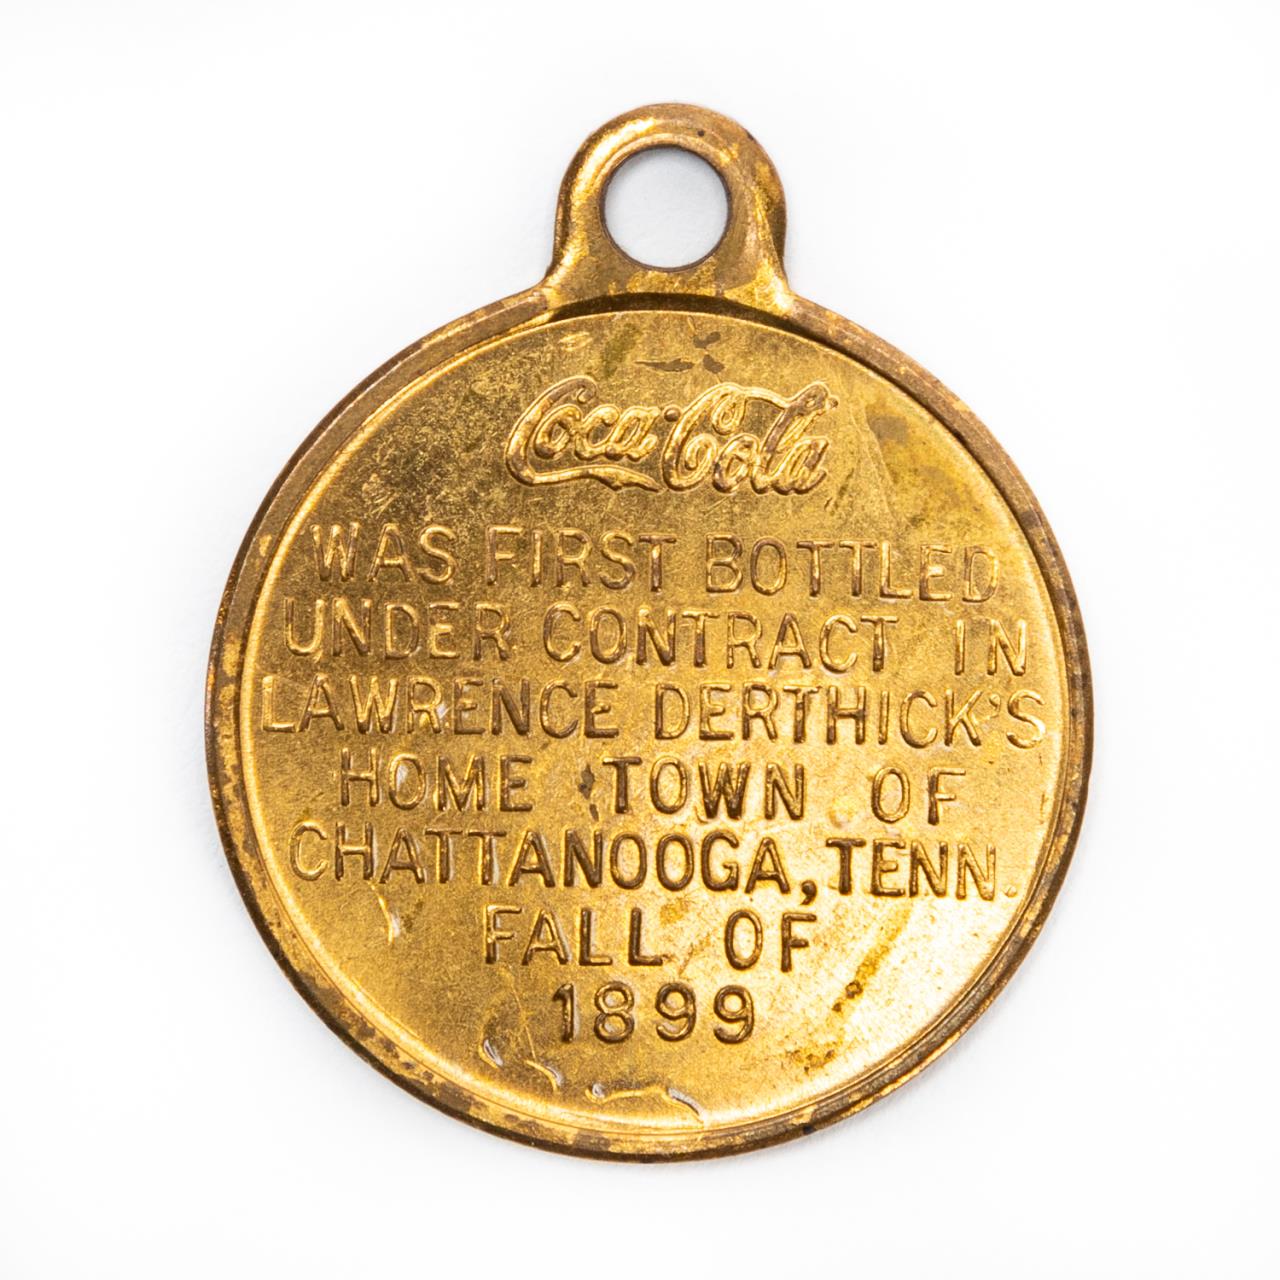 Coca-Cola
WAS FIRST BOTTLED
UNDER CONTRACT IN
LAWRENCE DERTHICK'S
HOME TOWN OF
CHATTANOOGA, TENN.
FALL OF
1899